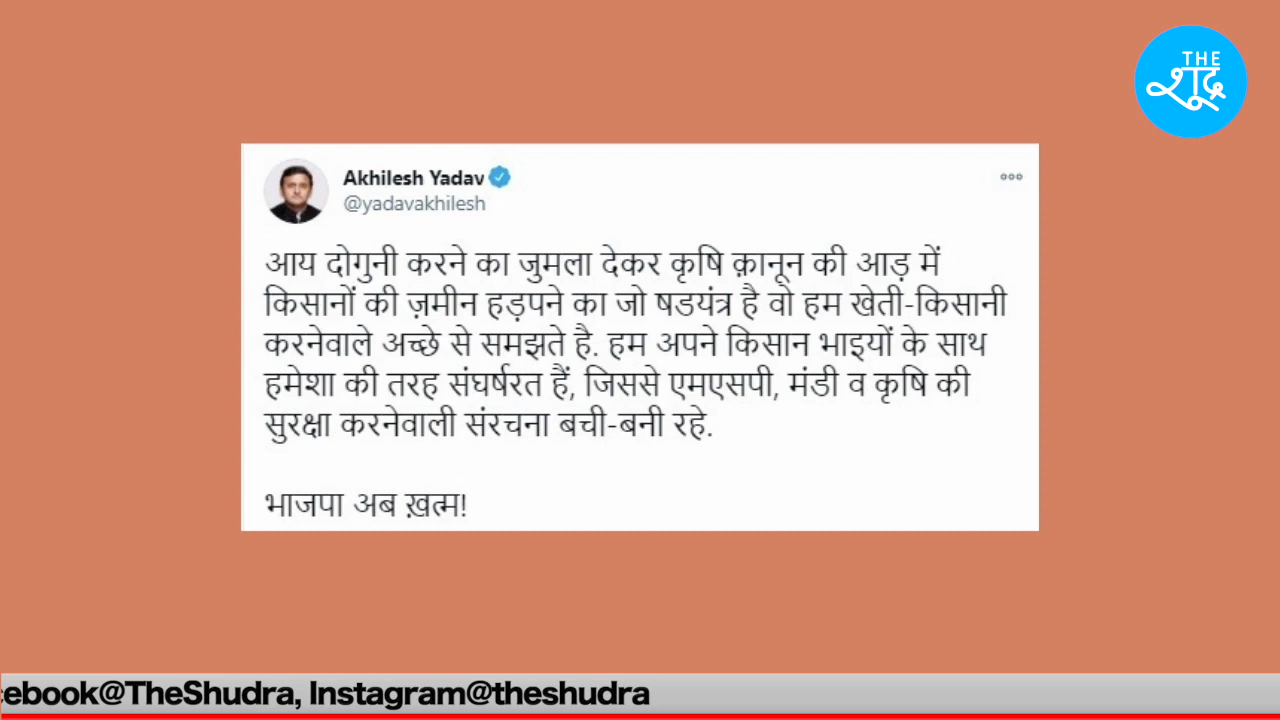 THE
शूद्र
Akhilesh Yadav
@yadavakhilesh
आय दोगुनी करने का जुमला देकर कृषि क़ानून की आड़ में
किसानों की ज़मीन हड़पने का जो षडयंत्र है वो हम खेती-किसानी
करनेवाले अच्छे से समझते है. हम अपने किसान भाइयों के साथ
हमेशा की तरह संघर्षरत हैं, जिससे एमएसपी, मंडी व कृषि की
सुरक्षा करनेवाली संरचना बची-बनी रहे.
भाजपा अब ख़त्म!
cebook@TheShudra, Instagram@theshudra